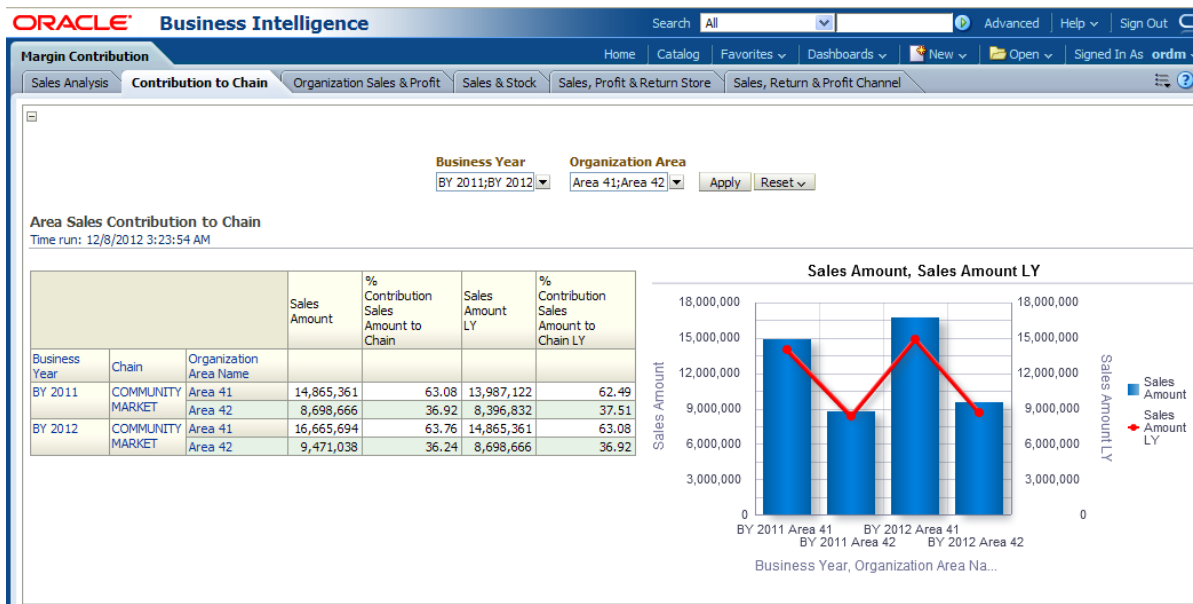 ORACLE Business Intelligence Search All Advanced Help Sign Out
Margin Contribution Home Catalog Favorites Dashboards New Open Signed In As ordm
Sales Analysis Contribution to Chain Organization Sales & Profit Sales & Stock Sales, Profit & Return Store Sales, Return & Profit Channel
Business Year Organization Area
BY 2011;BY 2012 Area 41;Area 42 Apply Reset
Area Sales Contribution to Chain
Time run: 12/8/2012 3:23:54 AM
Sales Amount
% Contribution Sales Amount to Chain
Sales Amount LY
% Contribution Sales Amount to Chain LY
Business Year Chain Organization Area Name
BY 2011 COMMUNITY MARKET Area 41 14,865,361 63.08 13,987,122 62.49
Area 42 8,698,666 36.92 8,396,832 37.51
BY 2012 COMMUNITY MARKET Area 41 16,665,694 63.76 14,865,361 63.08
Area 42 9,471,038 36.24 8,698,666 36.92
Sales Amount, Sales Amount LY
Sales Amount
18,000,000
15,000,000
12,000,000
9,000,000
6,000,000
3,000,000
0
18,000,000
15,000,000
12,000,000
9,000,000
6,000,000
3,000,000
0
Sales Amount LY
BY 2011 Area 41 BY 2012 Area 41
BY 2011 Area 42 BY 2012 Area 42
Business Year, Organization Area Na...
Sales Amount
Sales Amount LY